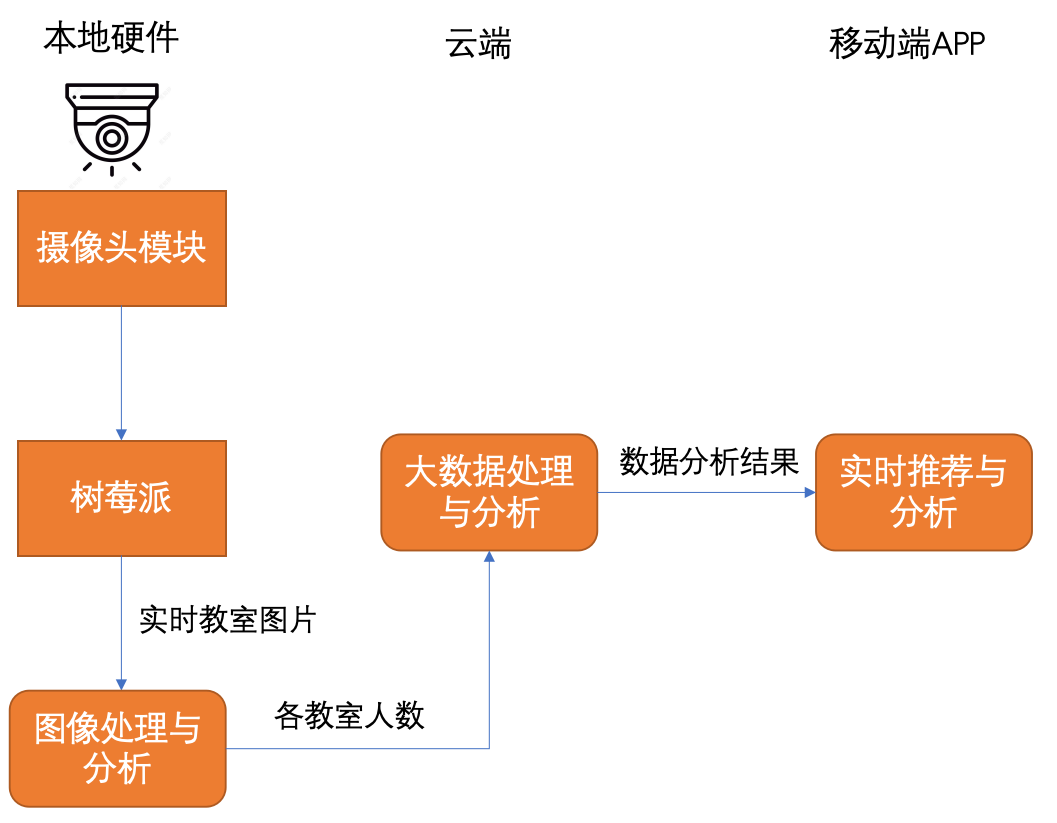 本地硬件
云端
移动端APP
摄像头模块
树莓派
大数据处理
与分析
数据分析结果
实时推荐与
分析
实时教室图片
图像处理与
分析
各教室人数